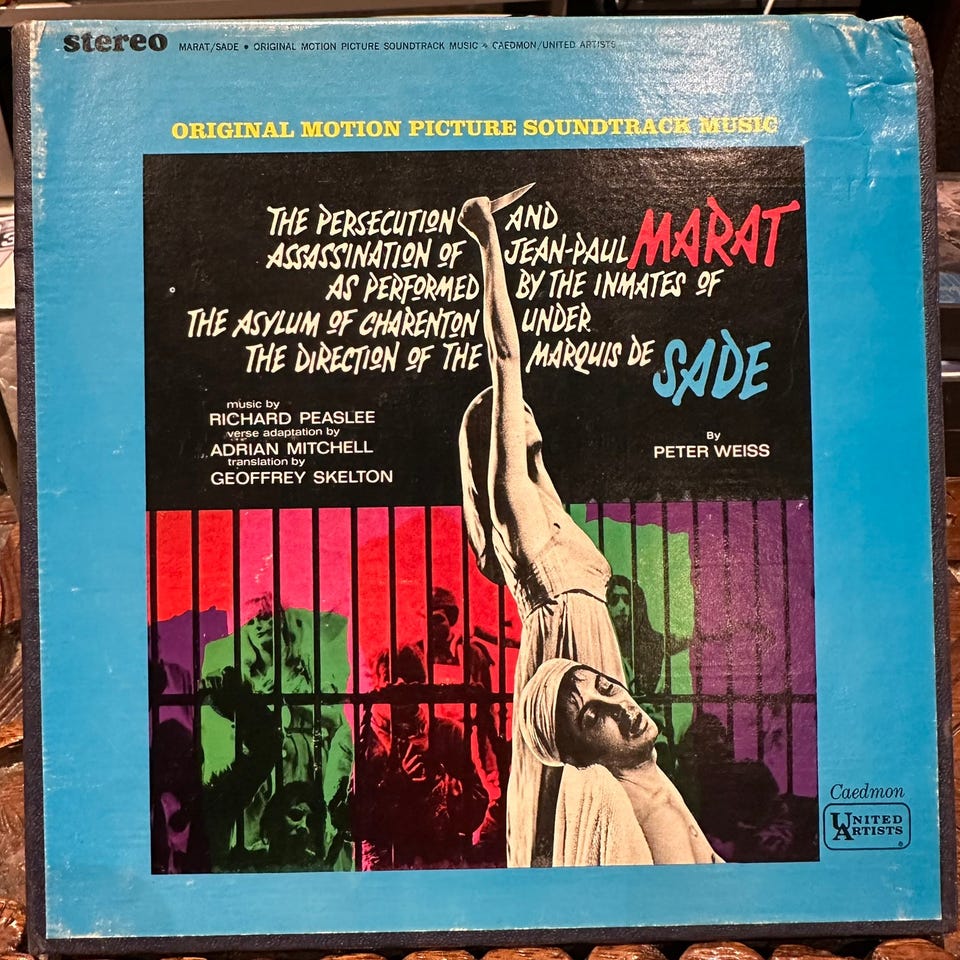 stereo MARAT/SADE • ORIGINAL MOTION PICTURE SOUNDTRACK MUSIC • CAEDMON/UNITED ARTISTS
ORIGINAL MOTION PICTURE SOUNDTRACK MUSIC
THE PERSECUTION AND
ASSASSINATION OF JEAN-PAUL MARAT
AS PERFORMED BY THE INMATES OF
THE ASYLUM OF CHARENTON UNDER
THE DIRECTION OF THE MARQUIS DE SADE
music by
RICHARD PEASLEE
verse adaptation by
ADRIAN MITCHELL
translation by
GEOFFREY SKELTON
By
PETER WEISS
Caedmon
UNITED
ARTISTS